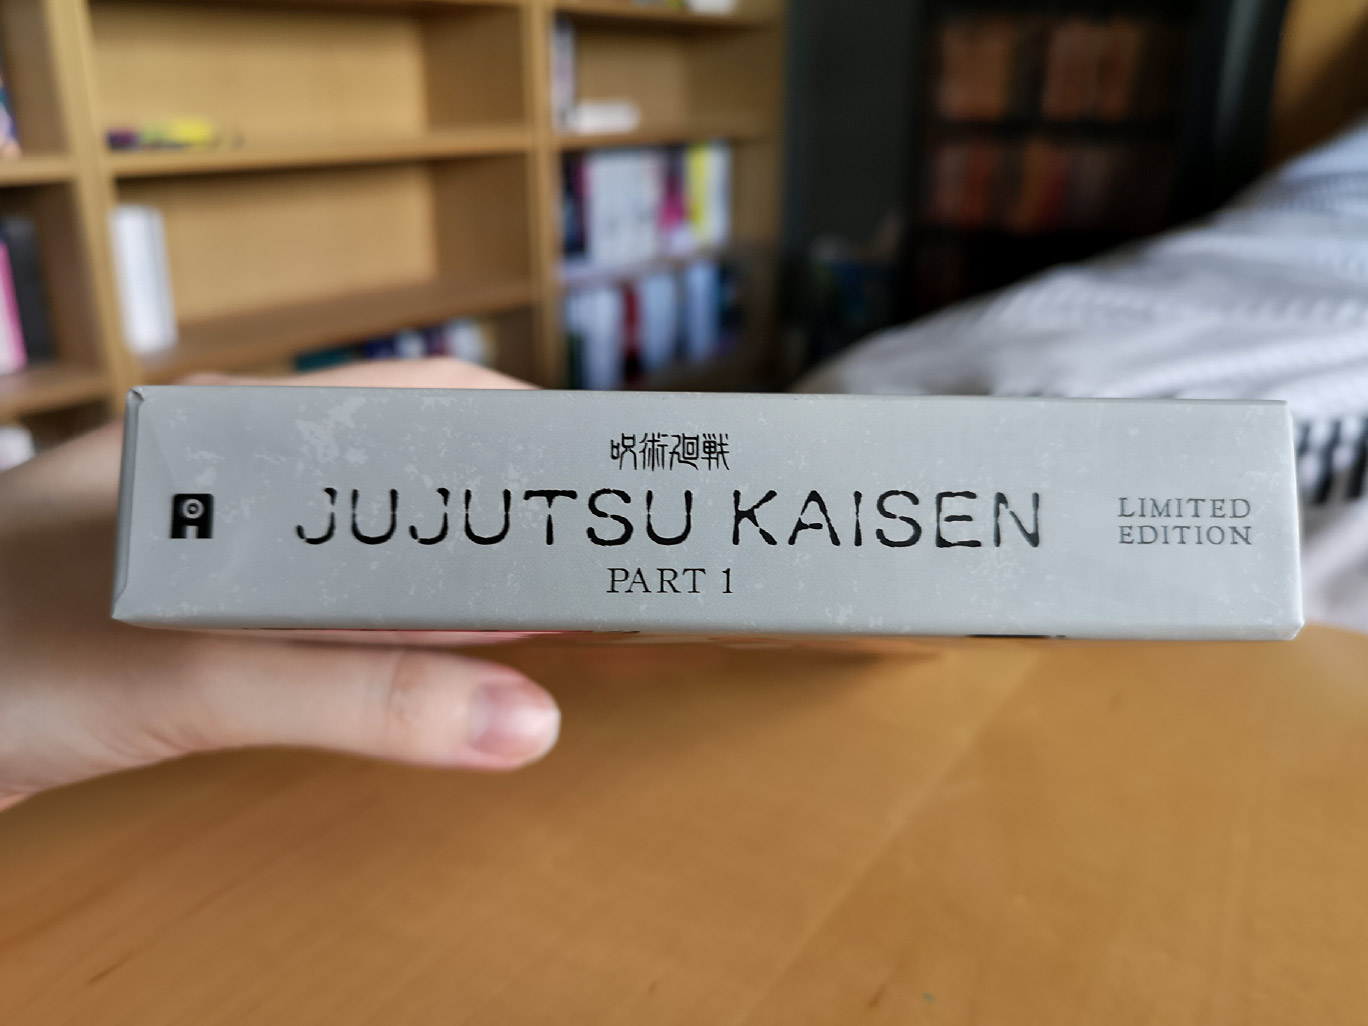 呪術廻戦
JUJUTSU KAISEN
PART 1
LIMITED
EDITION